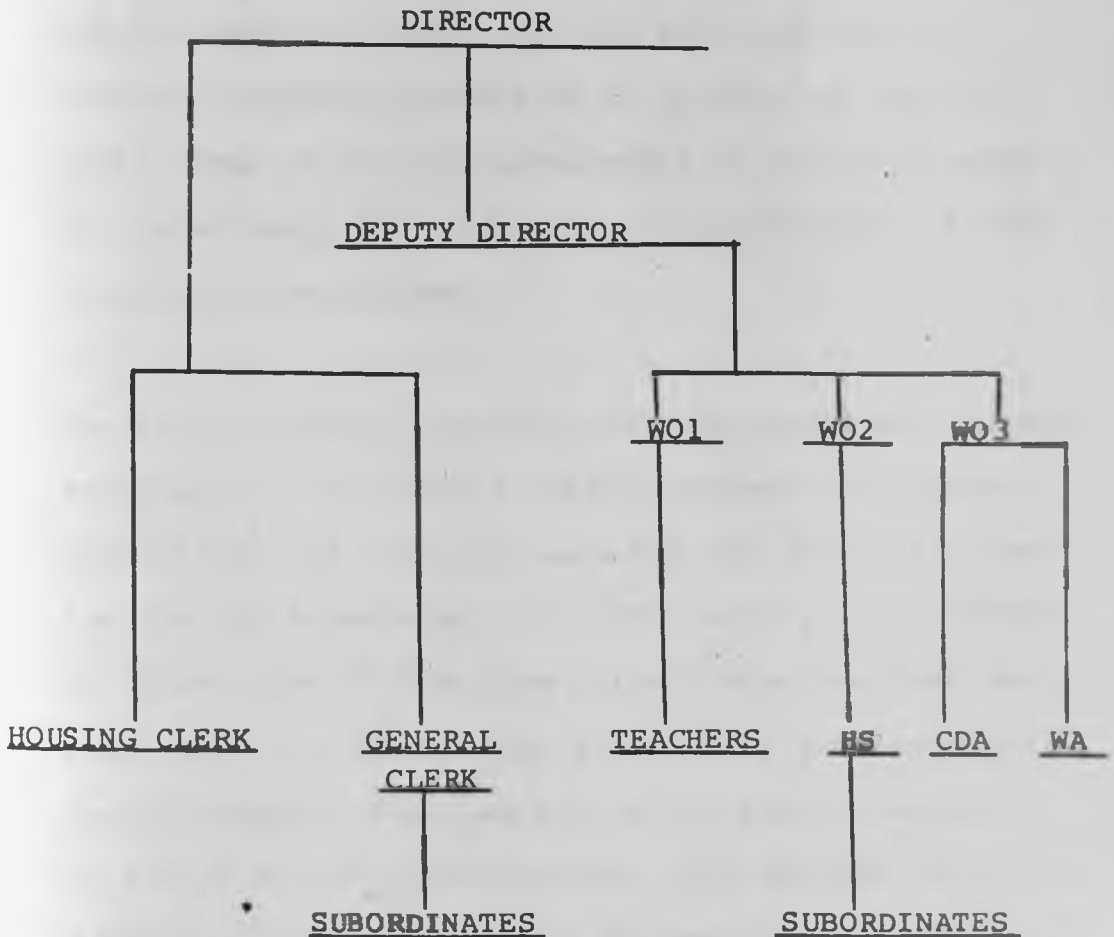 DIRECTOR
DEPUTY DIRECTOR
WO1 WO2 WO3
HOUSING CLERK GENERAL TEACHERS HS CDA WA
CLERK
SUBORDINATES SUBORDINATES